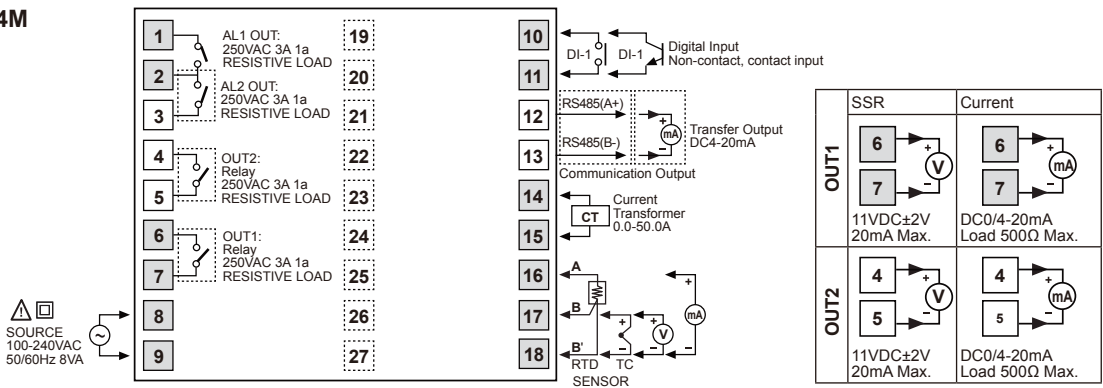 4M
1
AL1 OUT:
250VAC 3A 1a
RESISTIVE LOAD
2
AL2 OUT:
250VAC 3A 1a
RESISTIVE LOAD
3
4
OUT2:
Relay
250VAC 3A 1a
RESISTIVE LOAD
5
6
OUT1:
Relay
250VAC 3A 1a
RESISTIVE LOAD
7
8
SOURCE
100-240VAC
50/60Hz 8VA
9
19
20
21
22
23
24
25
26
27
10
DI-1
DI-1
Digital Input
Non-contact, contact input
11
12
RS485(A+)
+
mA
−
Transfer Output
DC4-20mA
13
RS485(B-)
Communication Output
14
CT
Current
Transformer
0.0-50.0A
15
16
A
17
B
18
B'
+
−
+
V
−
+
mA
−
RTD TC
SENSOR
SSR Current
OUT1
6
7
+
V
−
11VDC±2V
20mA Max.
6
7
+
mA
−
DC0/4-20mA
Load 500Ω Max.
OUT2
4
5
+
V
−
11VDC±2V
20mA Max.
4
5
+
mA
−
DC0/4-20mA
Load 500Ω Max.